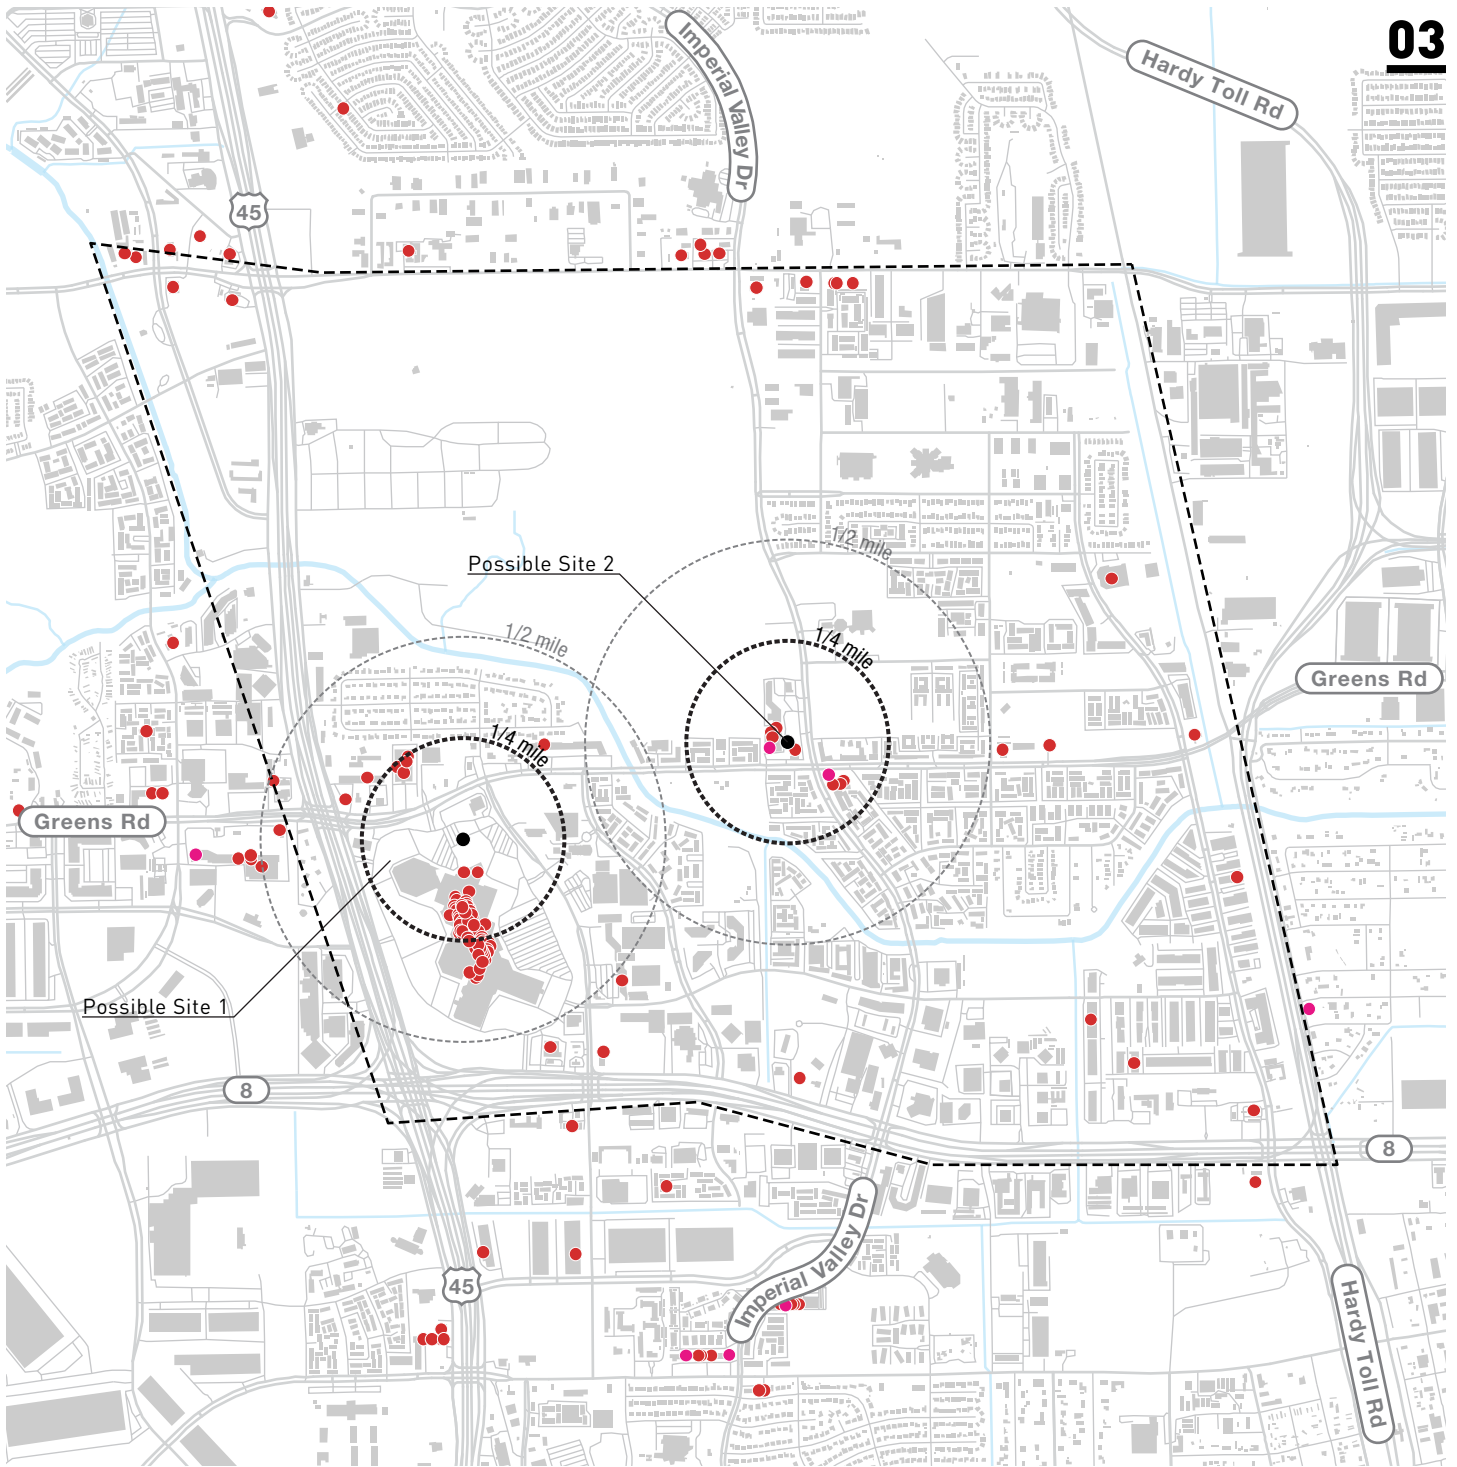 03
Imperial Valley Dr
Hardy Toll Rd
45
Possible Site 2
1/2 mile
1/2 mile
1/4 mile
Greens Rd
1/4 mile
Greens Rd
Possible Site 1
8
8
Imperial Valley Dr
45
Hardy Toll Rd